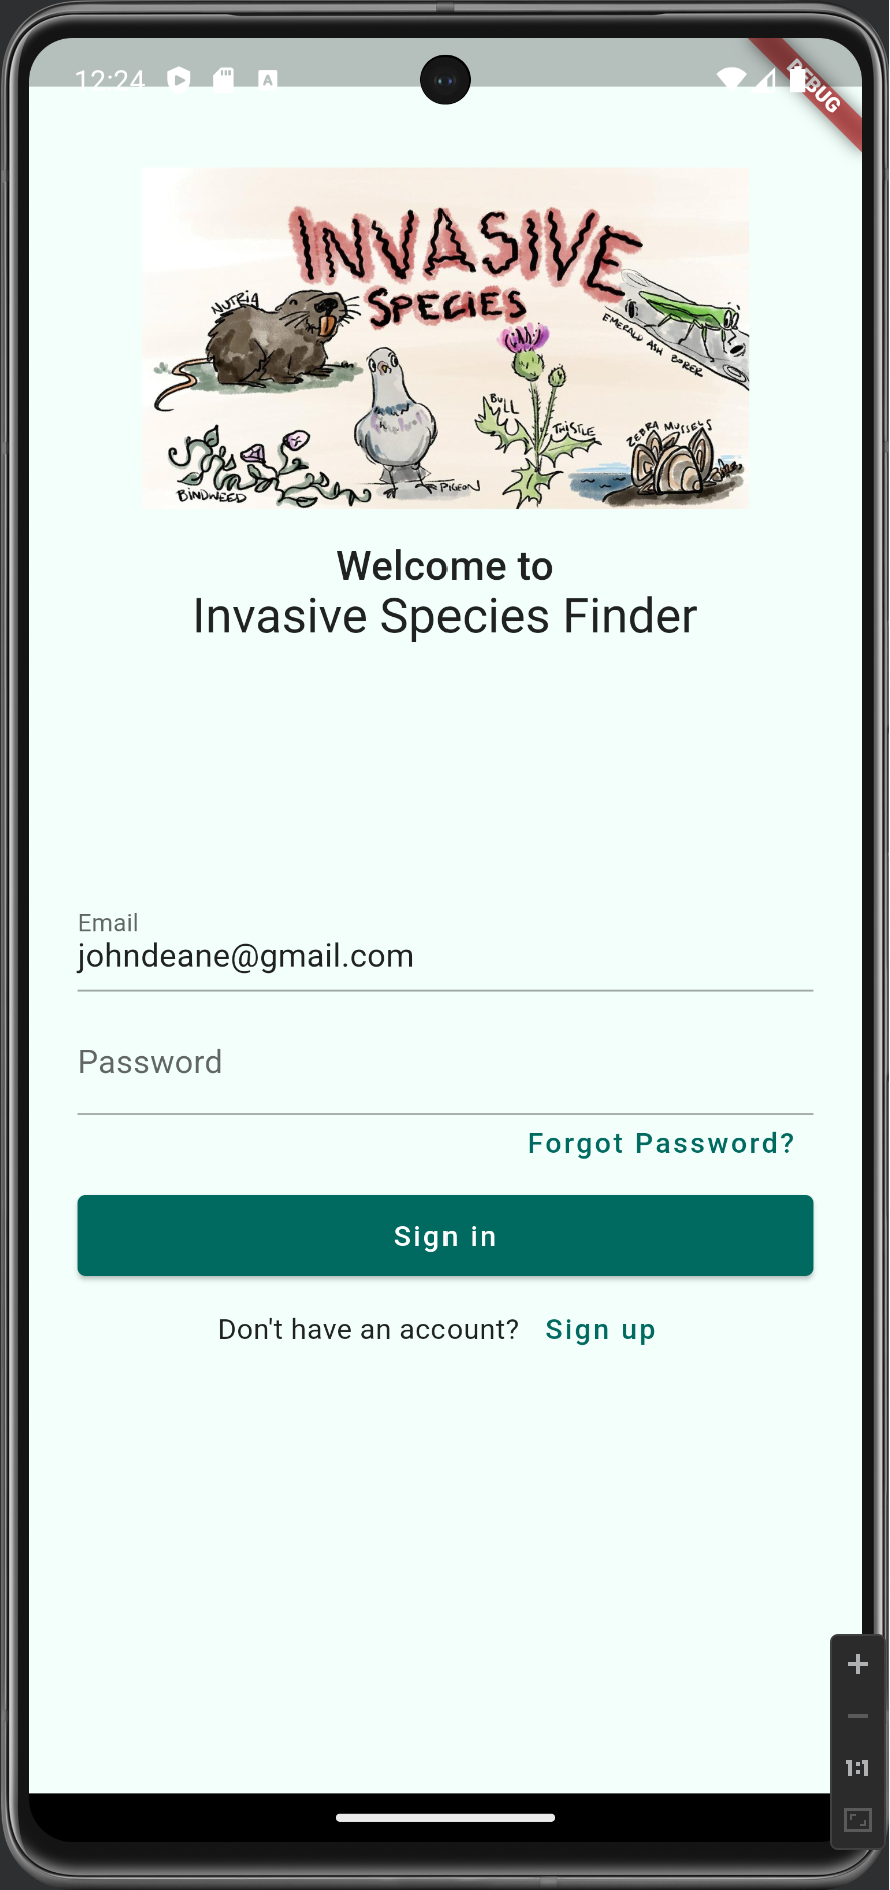 12:24
DEBUG
INVASIVE
SPECIES
NUTRIA
EMERALD ASH BORER
BULL
THISTLE
ZEBRA MUSSELS
BINDWEED
PIGEON
Welcome to
Invasive Species Finder
Email
johndeane@gmail.com
Password
Forgot Password?
Sign in
Don't have an account? Sign up
1:1